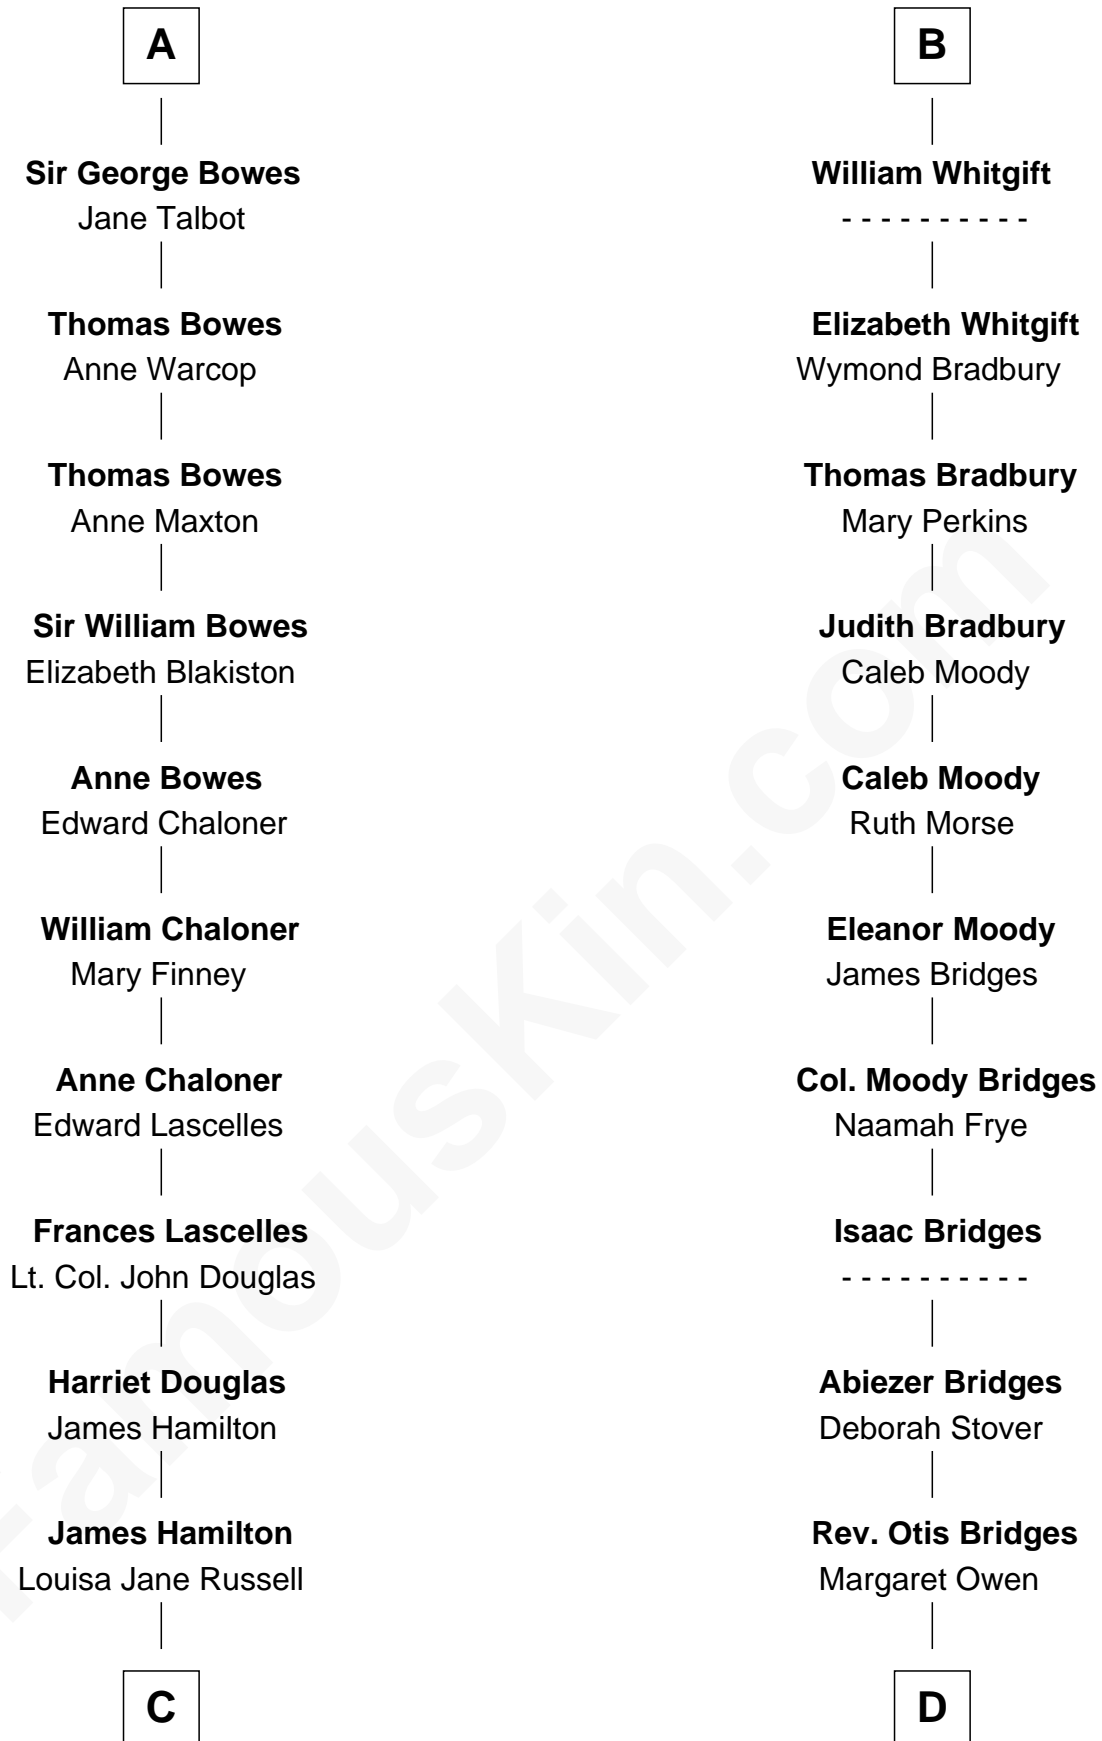 A
Sir George Bowes
Jane Talbot
Thomas Bowes
Anne Warcop
Thomas Bowes
Anne Maxton
Sir William Bowes
Elizabeth Blakiston
Anne Bowes
Edward Chaloner
William Chaloner
Mary Finney
Anne Chaloner
Edward Lascelles
Frances Lascelles
Lt. Col. John Douglas
Harriet Douglas
James Hamilton
James Hamilton
Louisa Jane Russell
C
B
William Whitgift
- - - - - - - - - -
Elizabeth Whitgift
Wymond Bradbury
Thomas Bradbury
Mary Perkins
Judith Bradbury
Caleb Moody
Caleb Moody
Ruth Morse
Eleanor Moody
James Bridges
Col. Moody Bridges
Naamah Frye
Isaac Bridges
- - - - - - - - - -
Abiezer Bridges
Deborah Stover
Rev. Otis Bridges
Margaret Owen
D
FamousKin.com